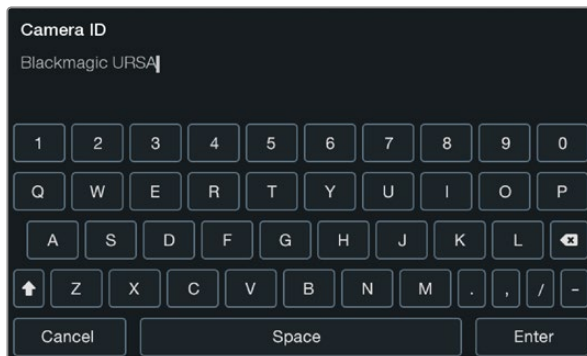 Camera ID
Blackmagic URSA
1 2 3 4 5 6 7 8 9 0
Q W E R T Y U I O P
A S D F G H J K L
Z X C V B N M . , / -
Cancel Space Enter